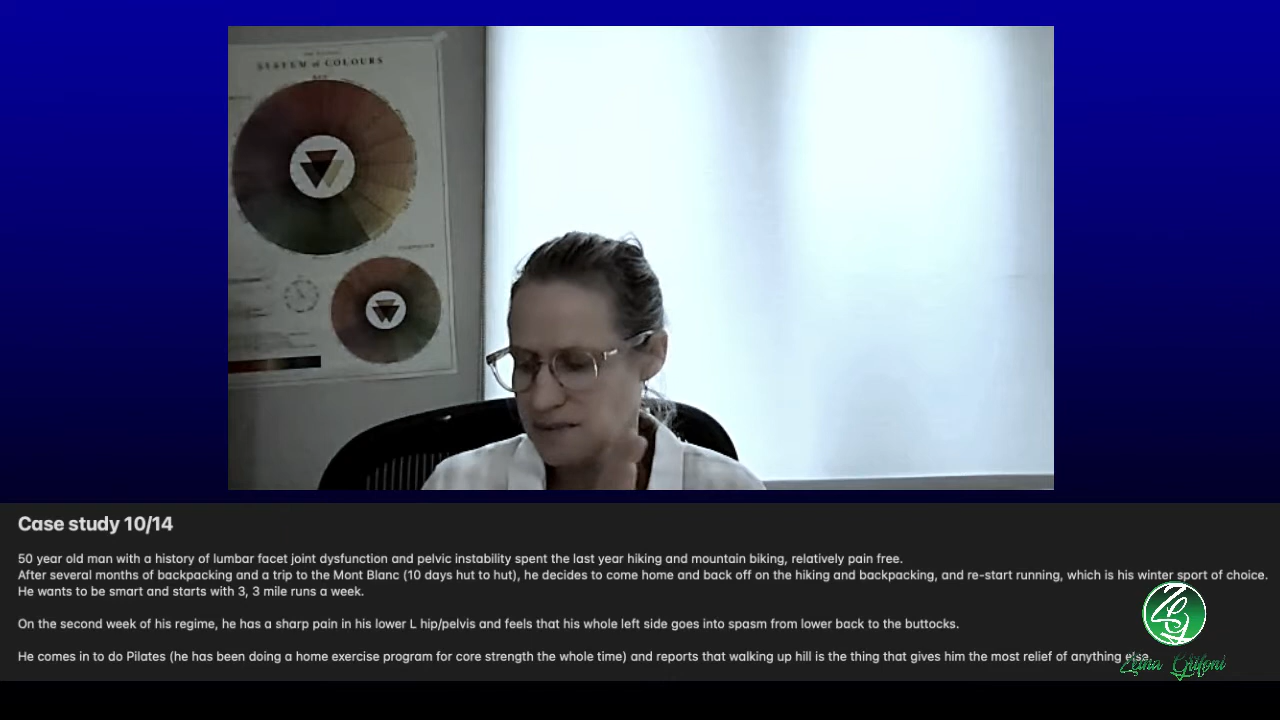 SYSTEM of COLOURS
Case study 10/14
50 year old man with a history of lumbar facet joint dysfunction and pelvic instability spent the last year hiking and mountain biking, relatively pain free.
After several months of backpacking and a trip to the Mont Blanc (10 days hut to hut), he decides to come home and back off on the hiking and backpacking, and re-start running, which is his winter sport of choice.
He wants to be smart and starts with 3, 3 mile runs a week.
On the second week of his regime, he has a sharp pain in his lower L hip/pelvis and feels that his whole left side goes into spasm from lower back to the buttocks.
He comes in to do Pilates (he has been doing a home exercise program for core strength the whole time) and reports that walking up hill is the thing that gives him the most relief of anything else.